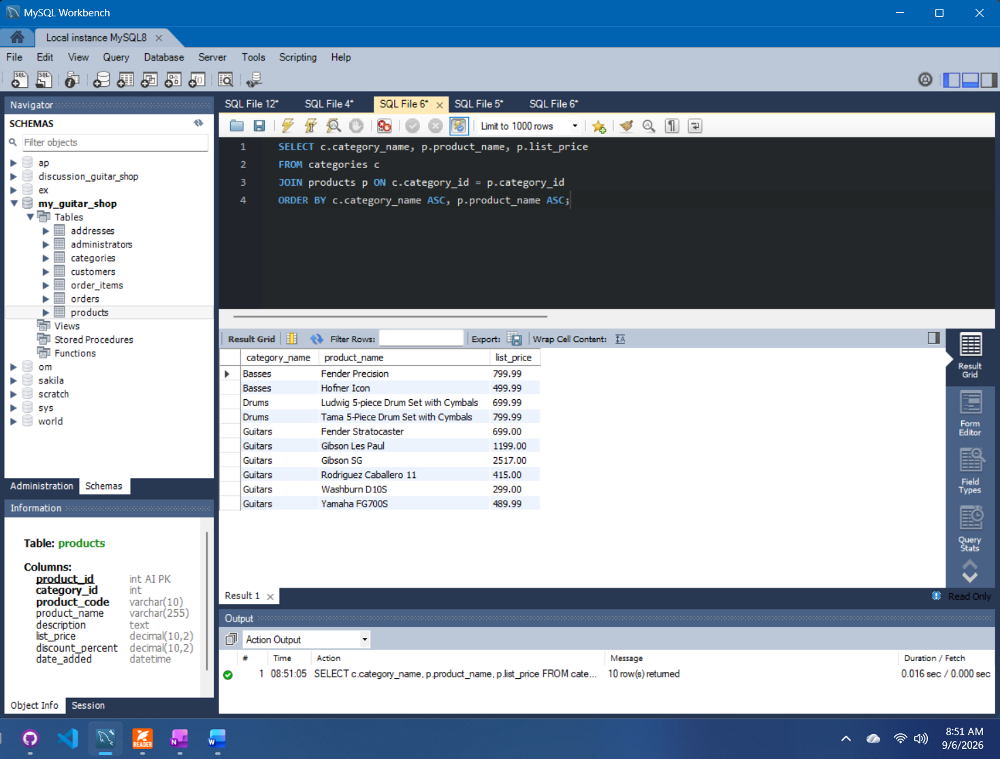 MySQL Workbench
Local instance MySQL8
File Edit View Query Database Server Tools Scripting Help
Navigator
SCHEMAS
Filter objects
ap
discussion_guitar_shop
ex
my_guitar_shop
Tables
addresses
administrators
categories
customers
order_items
orders
products
Views
Stored Procedures
Functions
om
sakila
scratch
sys
world
Administration Schemas
Information
Table: products
Columns:
product_id int AI PK
category_id int
product_code varchar(10)
product_name varchar(255)
description text
list_price decimal(10,2)
discount_percent decimal(10,2)
date_added datetime
Object Info Session
SQL File 12* SQL File 4* SQL File 6* SQL File 5* SQL File 6*
Limit to 1000 rows
1 SELECT c.category_name, p.product_name, p.list_price
2 FROM categories c
3 JOIN products p ON c.category_id = p.category_id
4 ORDER BY c.category_name ASC, p.product_name ASC;
Result Grid Filter Rows: Export: Wrap Cell Content:
category_name product_name list_price
Basses Fender Precision 799.99
Basses Hofner Icon 499.99
Drums Ludwig 5-piece Drum Set with Cymbals 699.99
Drums Tama 5-Piece Drum Set with Cymbals 799.99
Guitars Fender Stratocaster 699.00
Guitars Gibson Les Paul 1199.00
Guitars Gibson SG 2517.00
Guitars Rodriguez Caballero 11 415.00
Guitars Washburn D10S 299.00
Guitars Yamaha FG700S 489.99
Result
Grid
Form
Editor
Field
Types
Query
Stats
Result 1
Read Only
Output
Action Output
# Time Action Message Duration / Fetch
1 08:51:05 SELECT c.category_name, p.product_name, p.list_price FROM cate... 10 row(s) returned 0.016 sec / 0.000 sec
8:51 AM
9/6/2026